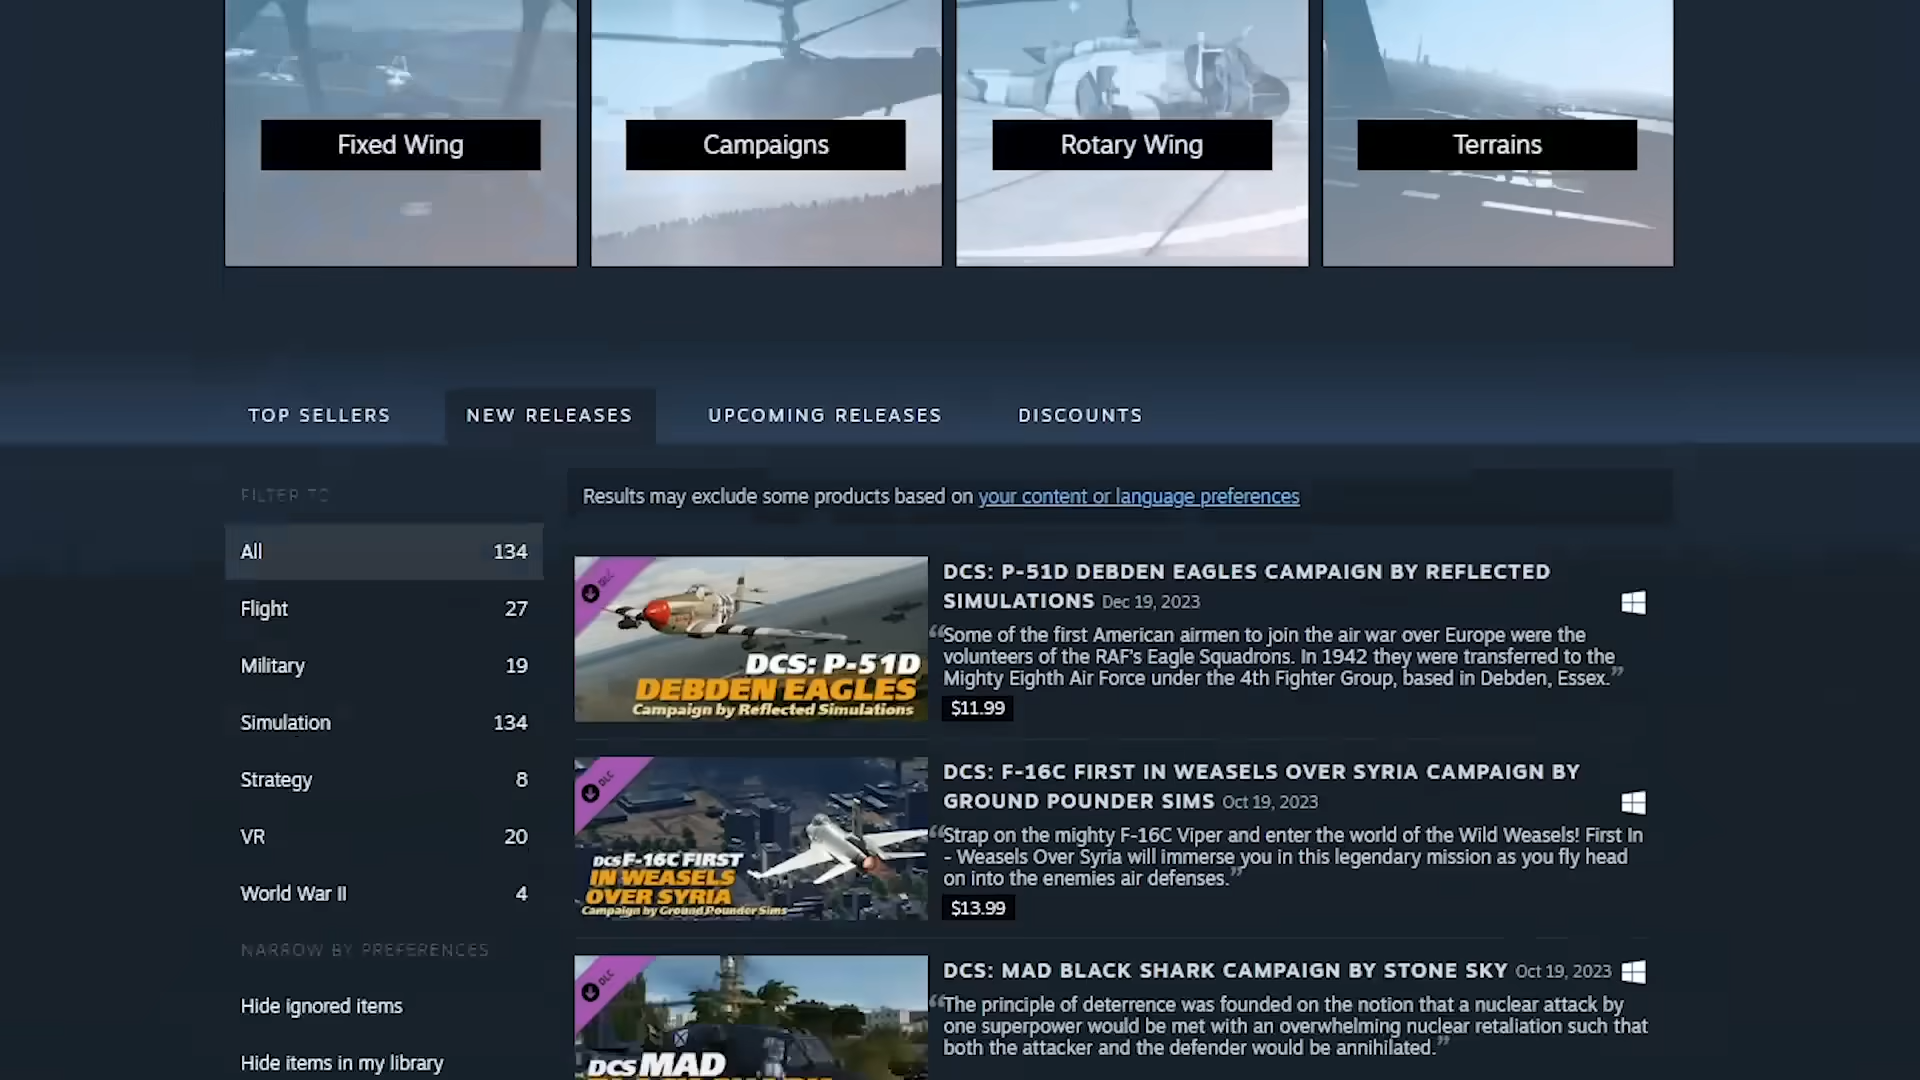 Fixed Wing
Campaigns
Rotary Wing
Terrains
TOP SELLERS
NEW RELEASES
UPCOMING RELEASES
DISCOUNTS
FILTER TO
All 134
Flight 27
Military 19
Simulation 134
Strategy 8
VR 20
World War II 4
NARROW BY PREFERENCES
Hide ignored items
Hide items in my library
Results may exclude some products based on your content or language preferences
DLC
DCS: P-51D
DEBDEN EAGLES
Campaign by Reflected Simulations
DCS: P-51D DEBDEN EAGLES CAMPAIGN BY REFLECTED
SIMULATIONS Dec 19, 2023
“Some of the first American airmen to join the air war over Europe were the
volunteers of the RAF's Eagle Squadrons. In 1942 they were transferred to the
Mighty Eighth Air Force under the 4th Fighter Group, based in Debden, Essex.”
$11.99
DLC
DCS F-16C FIRST
IN WEASELS
OVER SYRIA
Campaign by Ground Pounder Sims
DCS: F-16C FIRST IN WEASELS OVER SYRIA CAMPAIGN BY
GROUND POUNDER SIMS Oct 19, 2023
“Strap on the mighty F-16C Viper and enter the world of the Wild Weasels! First In
- Weasels Over Syria will immerse you in this legendary mission as you fly head
on into the enemies air defenses.”
$13.99
DLC
DCS MAD
DCS: MAD BLACK SHARK CAMPAIGN BY STONE SKY Oct 19, 2023
“The principle of deterrence was founded on the notion that a nuclear attack by
one superpower would be met with an overwhelming nuclear retaliation such that
both the attacker and the defender would be annihilated.”